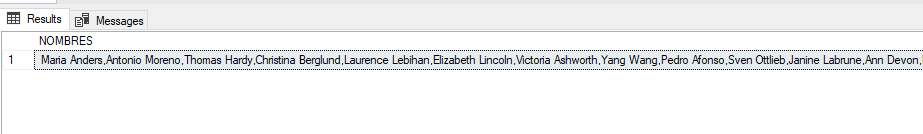 Results Messages
NOMBRES
1 Maria Anders,Antonio Moreno,Thomas Hardy,Christina Berglund,Laurence Lebihan,Elizabeth Lincoln,Victoria Ashworth,Yang Wang,Pedro Afonso,Sven Ottlieb,Janine Labrune,Ann Devon,